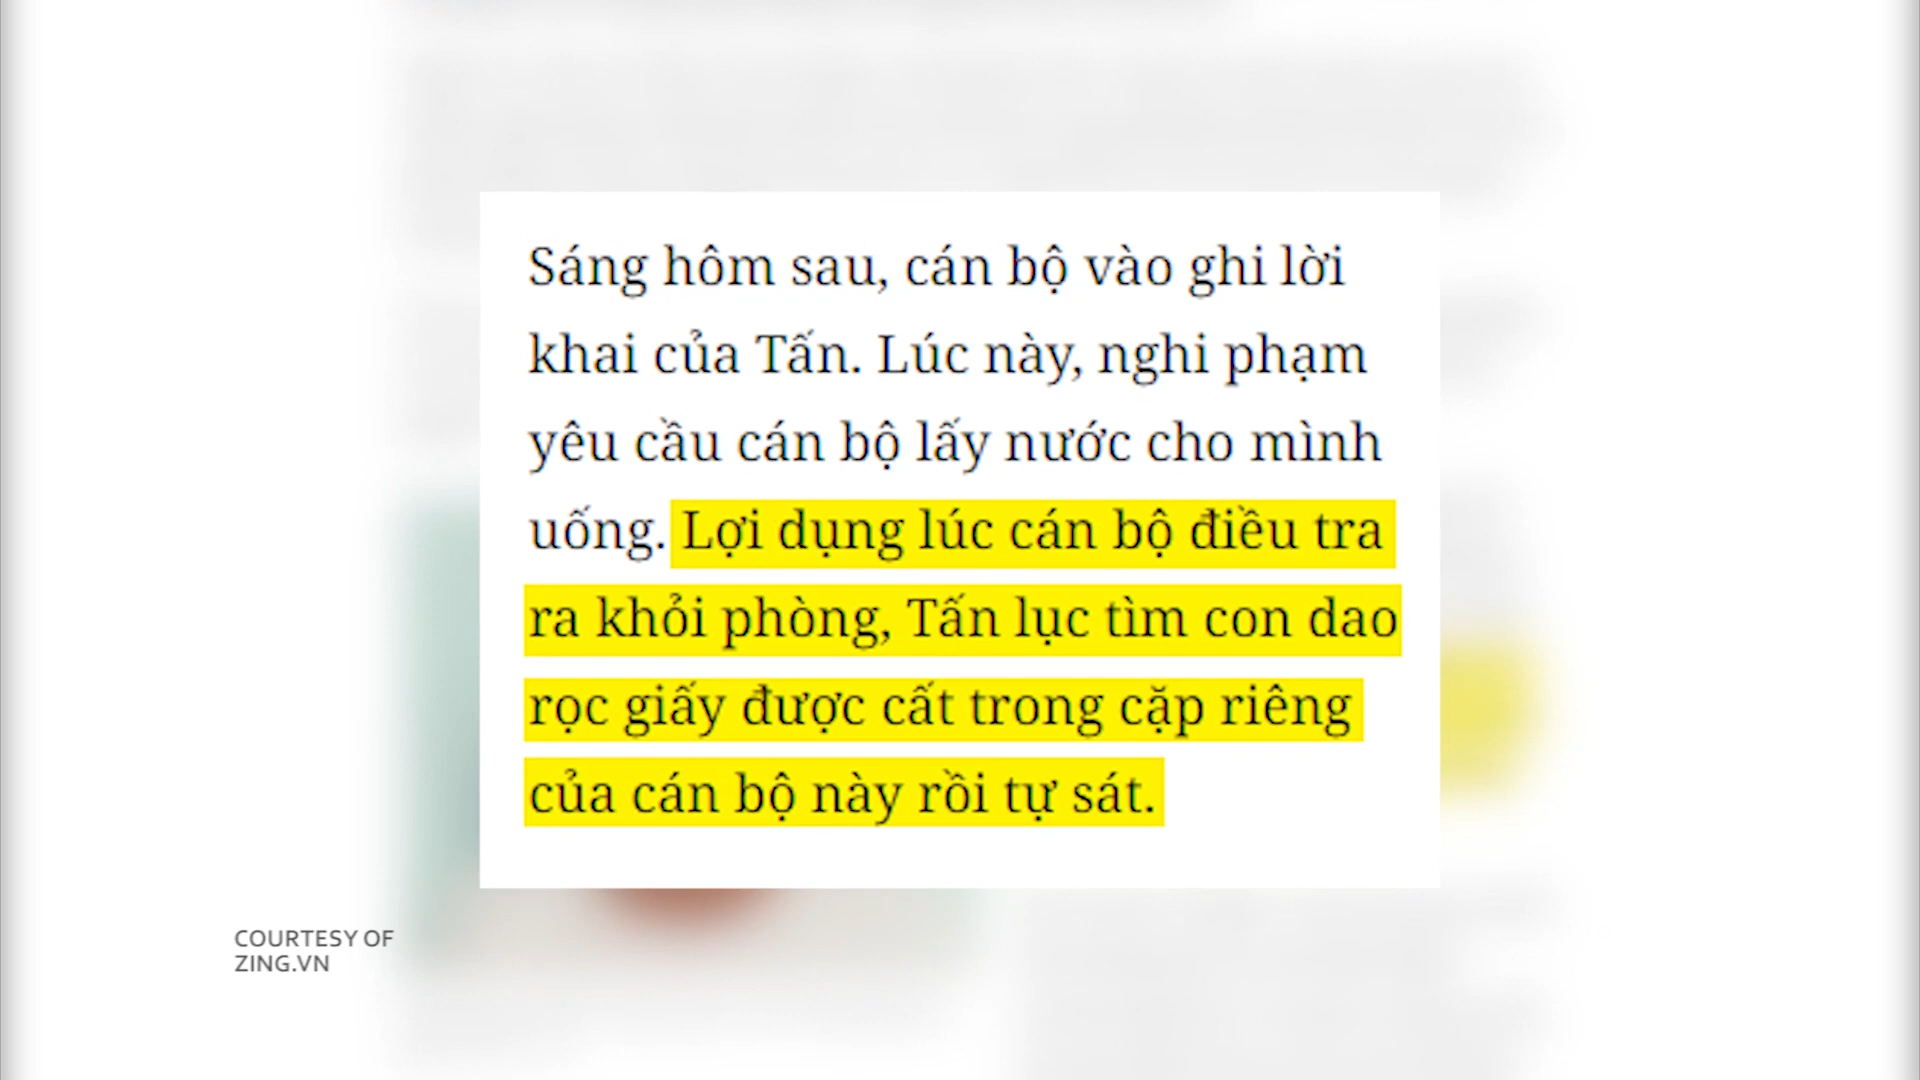 Sáng hôm sau, cán bộ vào ghi lời
khai của Tấn. Lúc này, nghi phạm
yêu cầu cán bộ lấy nước cho mình
uống. Lợi dụng lúc cán bộ điều tra
ra khỏi phòng, Tấn lục tìm con dao
rọc giấy được cất trong cặp riêng
của cán bộ này rồi tự sát.
COURTESY OF
ZING.VN